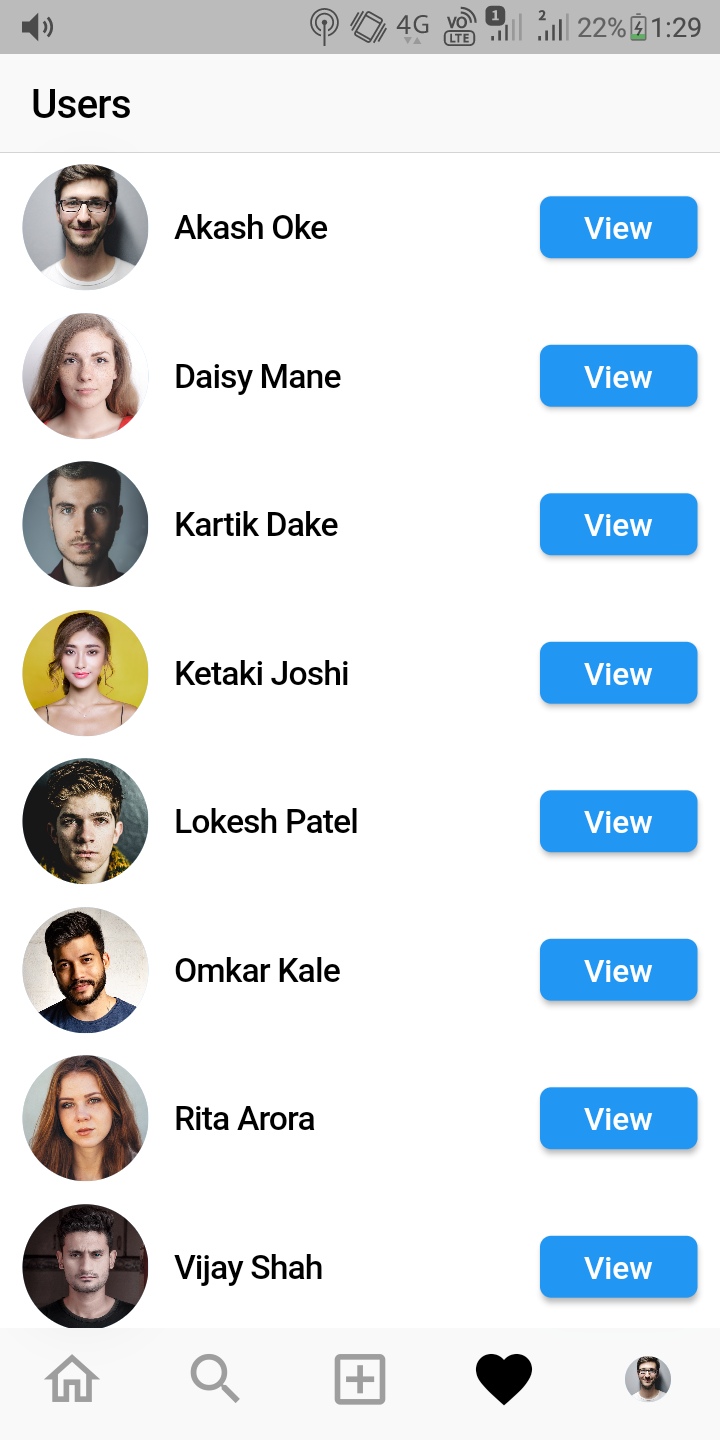 4G VO LTE 1 2 22% 1:29
Users
Akash Oke View
Daisy Mane View
Kartik Dake View
Ketaki Joshi View
Lokesh Patel View
Omkar Kale View
Rita Arora View
Vijay Shah View